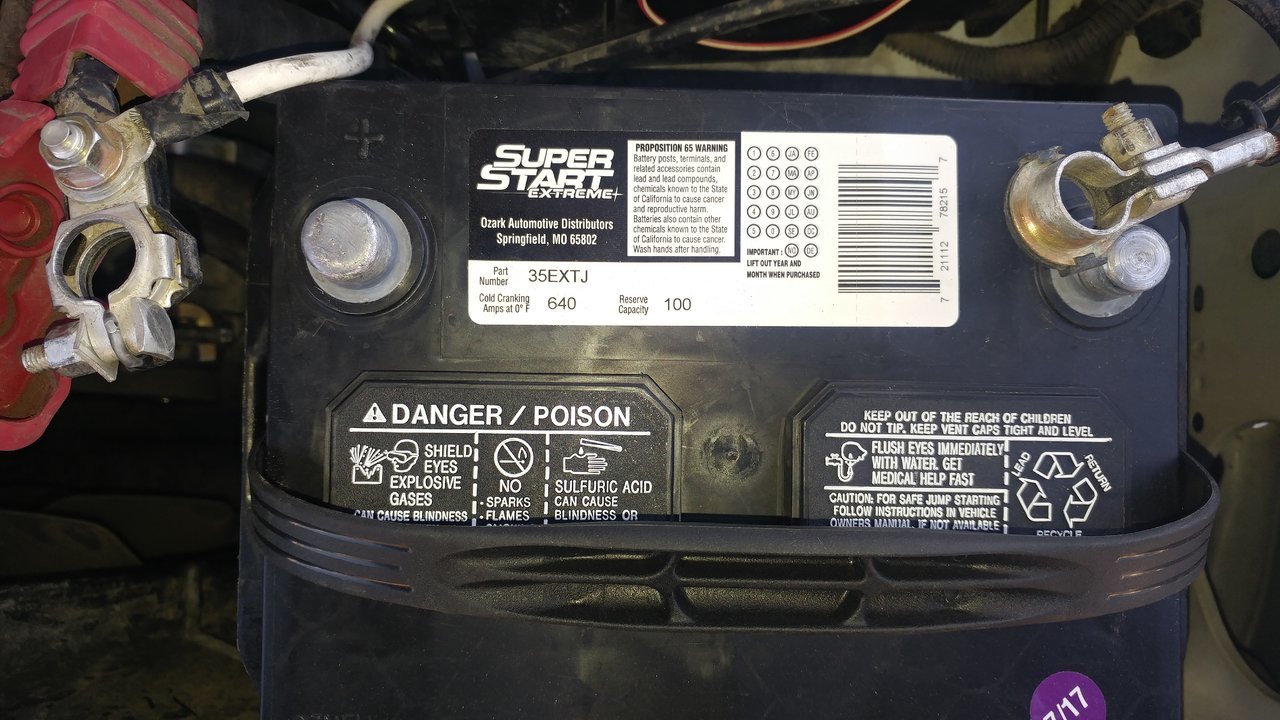 +
SUPER
START
EXTREME
Ozark Automotive Distributors
Springfield, MO 65802
PROPOSITION 65 WARNING
Battery posts, terminals, and
related accessories contain
lead and lead compounds,
chemicals known to the State
of California to cause cancer
and reproductive harm.
Batteries also contain other
chemicals known to the State
of California to cause cancer.
Wash hands after handling.
1 6 JA FE
2 7 MA AP
3 8 MY JN
4 9 JL AU
5 0 SE OC
IMPORTANT: NO DE
LIFT OUT YEAR AND
MONTH WHEN PURCHASED
7 21112 78215 7
Part
Number 35EXTJ
Cold Cranking
Amps at 0° F 640
Reserve
Capacity 100
DANGER / POISON
SHIELD
EYES
EXPLOSIVE
GASES
CAN CAUSE BLINDNESS
NO
·SPARKS
·FLAMES
SULFURIC ACID
CAN CAUSE
BLINDNESS OR
KEEP OUT OF THE REACH OF CHILDREN
DO NOT TIP. KEEP VENT CAPS TIGHT AND LEVEL
FLUSH EYES IMMEDIATELY
WITH WATER. GET
MEDICAL HELP FAST
CAUTION: FOR SAFE JUMP STARTING
FOLLOW INSTRUCTIONS IN VEHICLE
OWNERS MANUAL. IF NOT AVAILABLE
LEAD
RETURN
RECYCLE
7/17